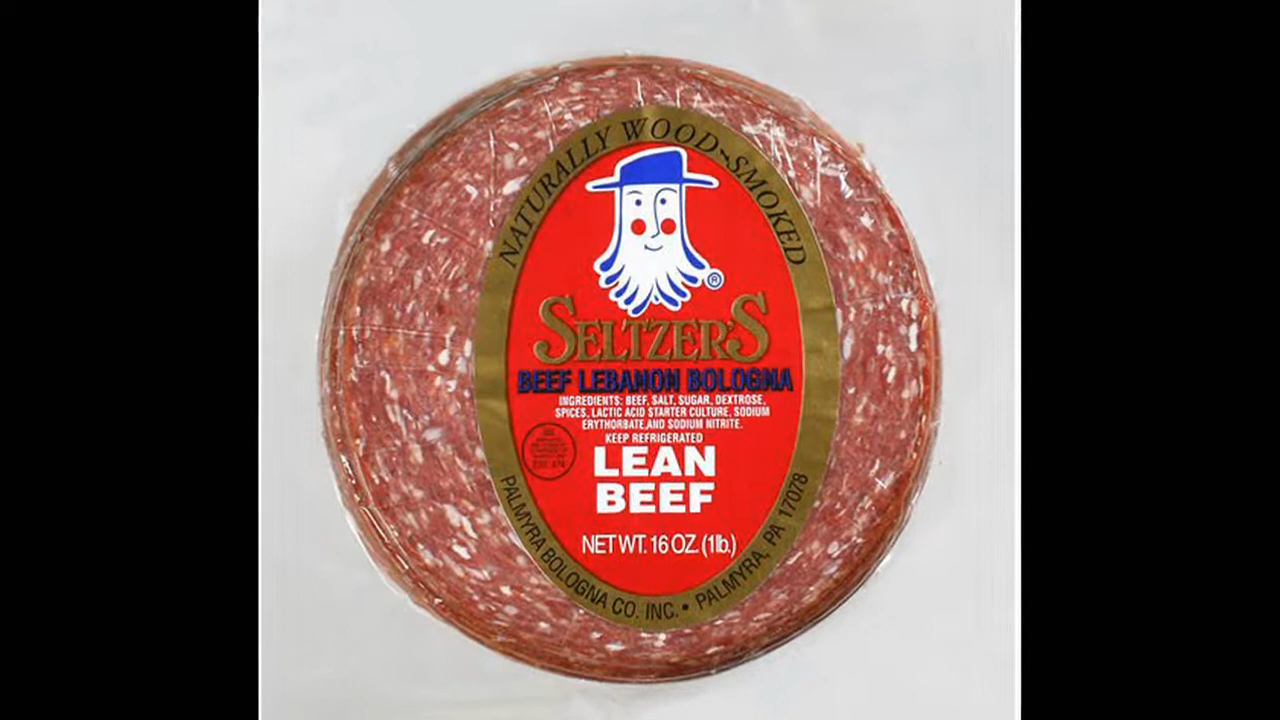 NATURALLY WOOD-SMOKED
®
SELTZER'S
BEEF LEBANON BOLOGNA
INGREDIENTS: BEEF, SALT, SUGAR, DEXTROSE,
SPICES, LACTIC ACID STARTER CULTURE, SODIUM
ERYTHORBATE,AND SODIUM NITRITE.
KEEP REFRIGERATED
LEAN
BEEF
NET WT. 16 OZ. (1lb.)
PALMYRA BOLOGNA CO. INC. • PALMYRA, PA 17078